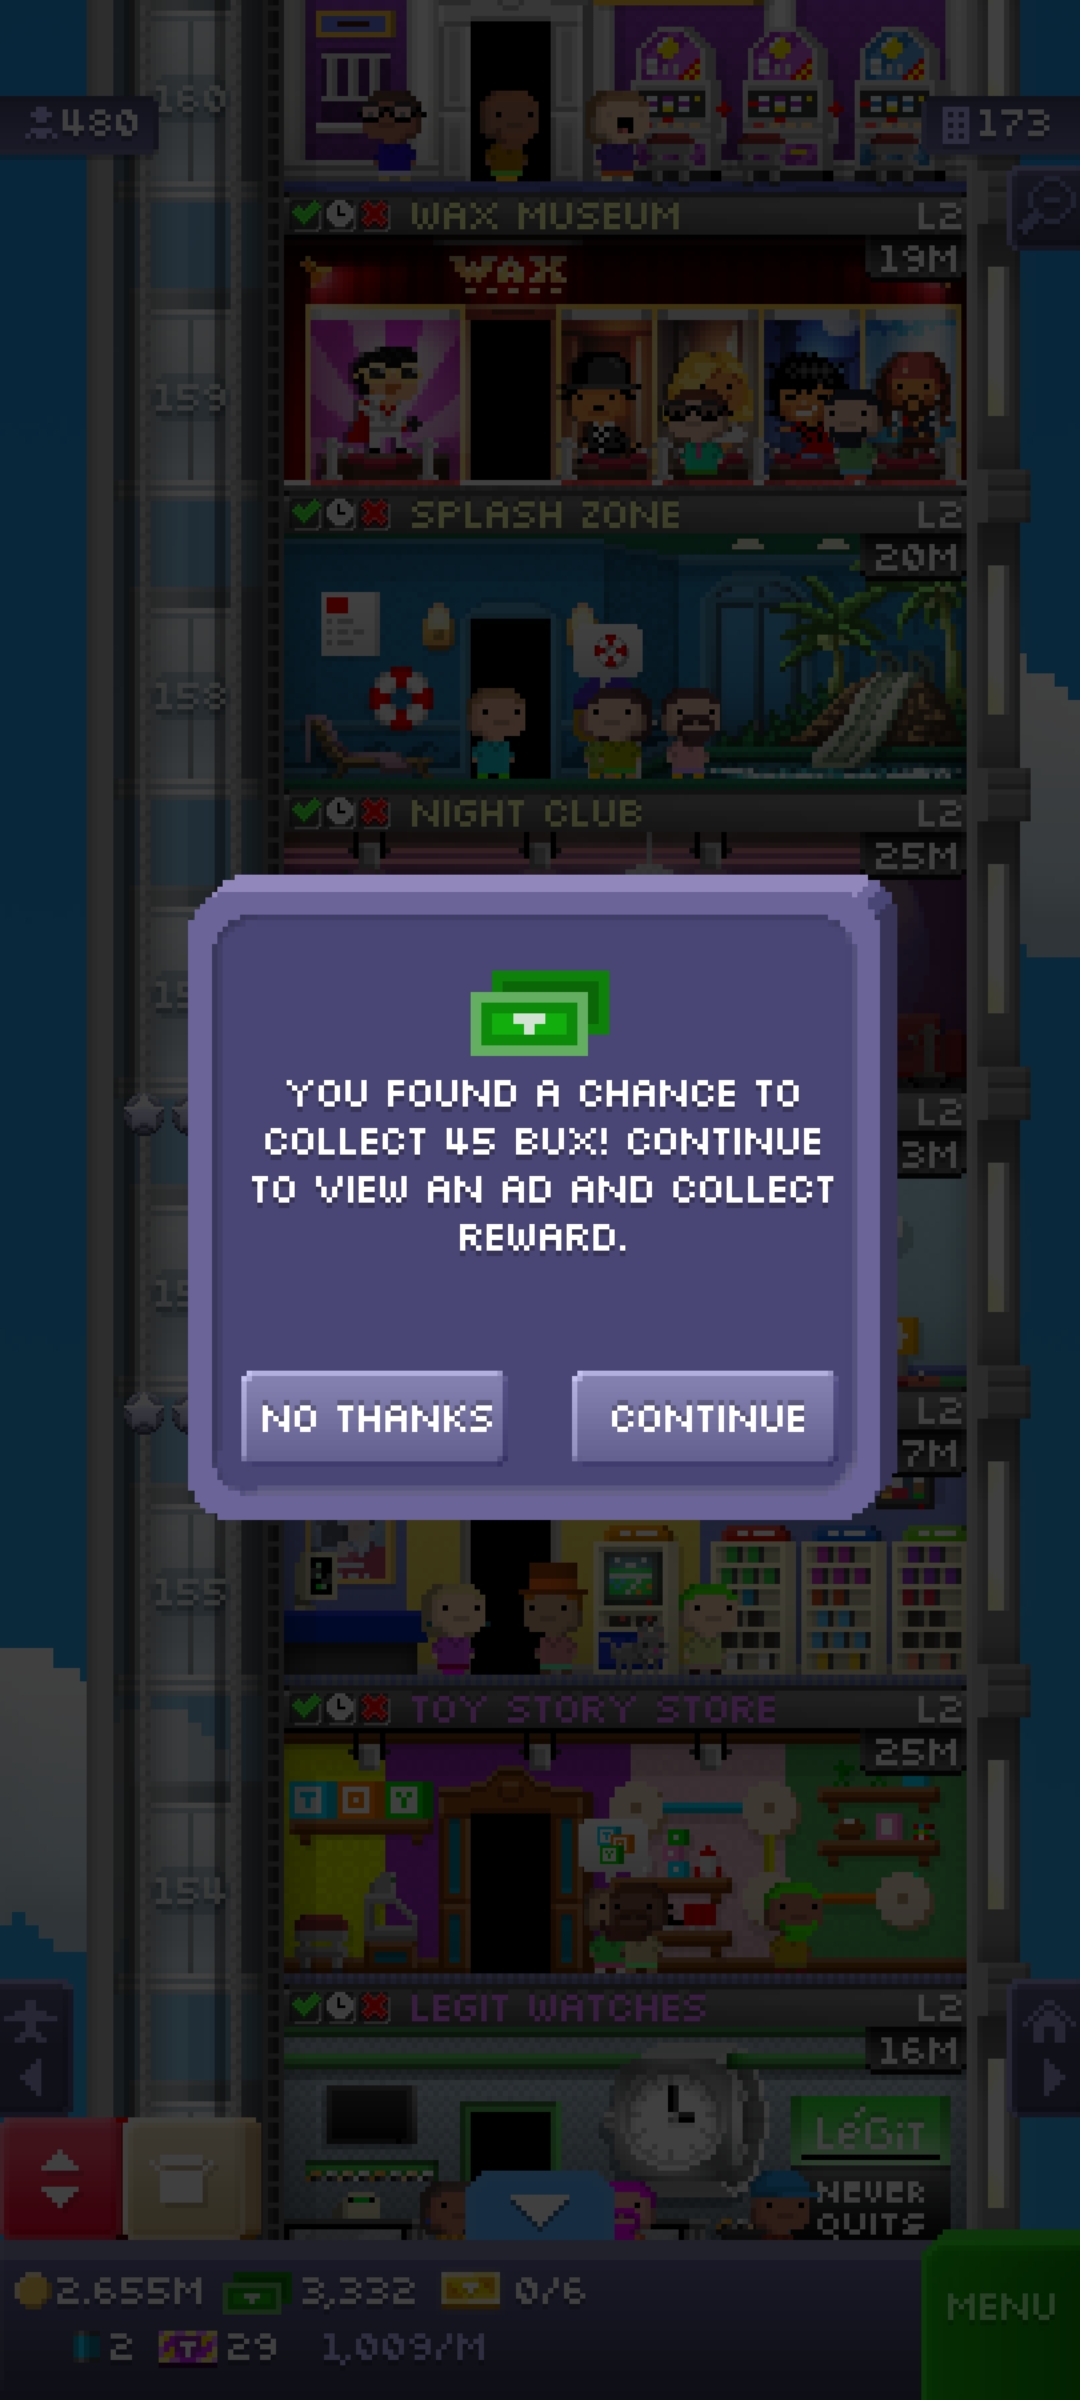 160
480
173
WAX MUSEUM L2
19M
WAX
159
SPLASH ZONE L2
20M
158
NIGHT CLUB L2
25M
YOU FOUND A CHANCE TO
COLLECT 45 BUX! CONTINUE
TO VIEW AN AD AND COLLECT
REWARD.
L2
3M
NO THANKS
CONTINUE
L2
7M
155
TOY STORY STORE L2
25M
TOY
154
LEGIT WATCHES L2
16M
LéGiT
NEVER
QUITS
2.655M 3,332 0/6
MENU
2 29 1,009/M